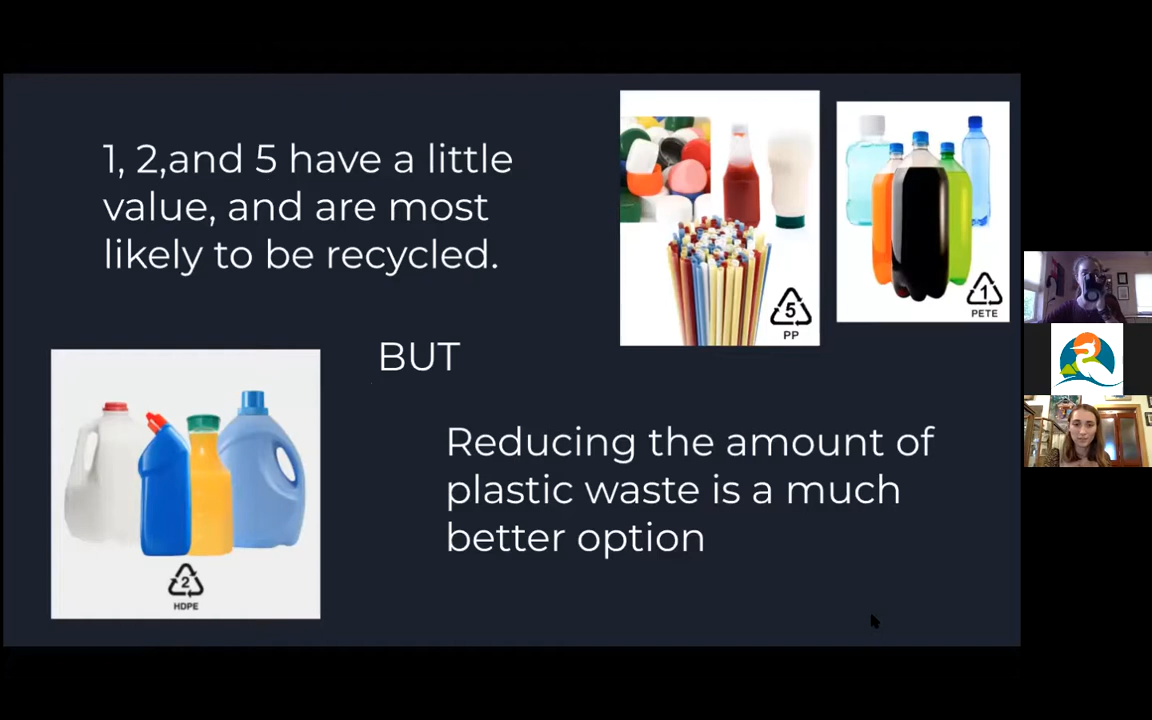 1, 2,and 5 have a little
value, and are most
likely to be recycled.
5
PP
1
PETE
BUT
Reducing the amount of
plastic waste is a much
better option
2
HDPE